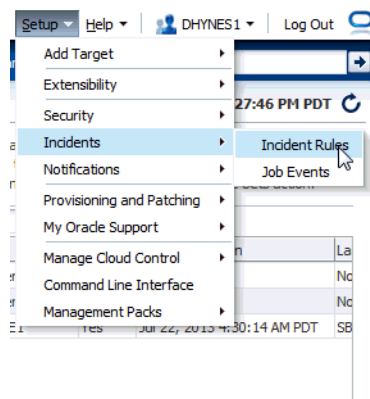 Setup Help DHYNES1 Log Out
Add Target
Extensibility
27:46 PM PDT
Security
Incidents
Incident Rules
Notifications
Job Events
Provisioning and Patching
My Oracle Support
Manage Cloud Control
La
Command Line Interface
No
Management Packs
No
E1 Yes Jul 22, 2013 4:30:14 AM PDT SB